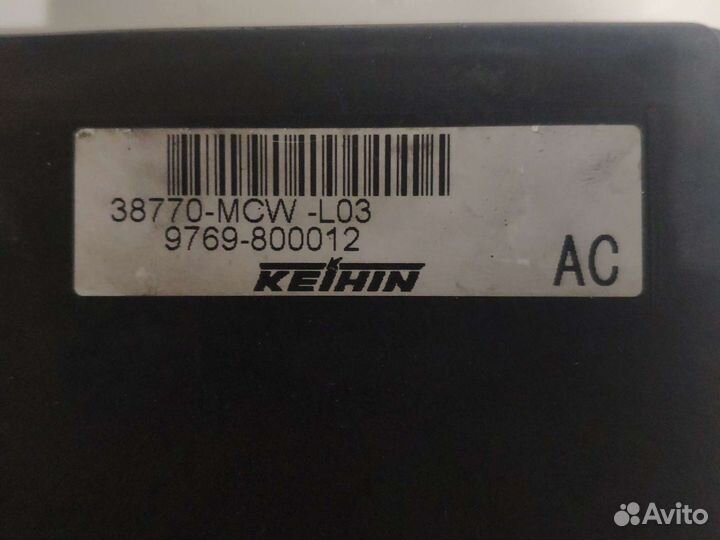 38770-MCW -L03
9769-800012
KEIHIN
AC
Avito